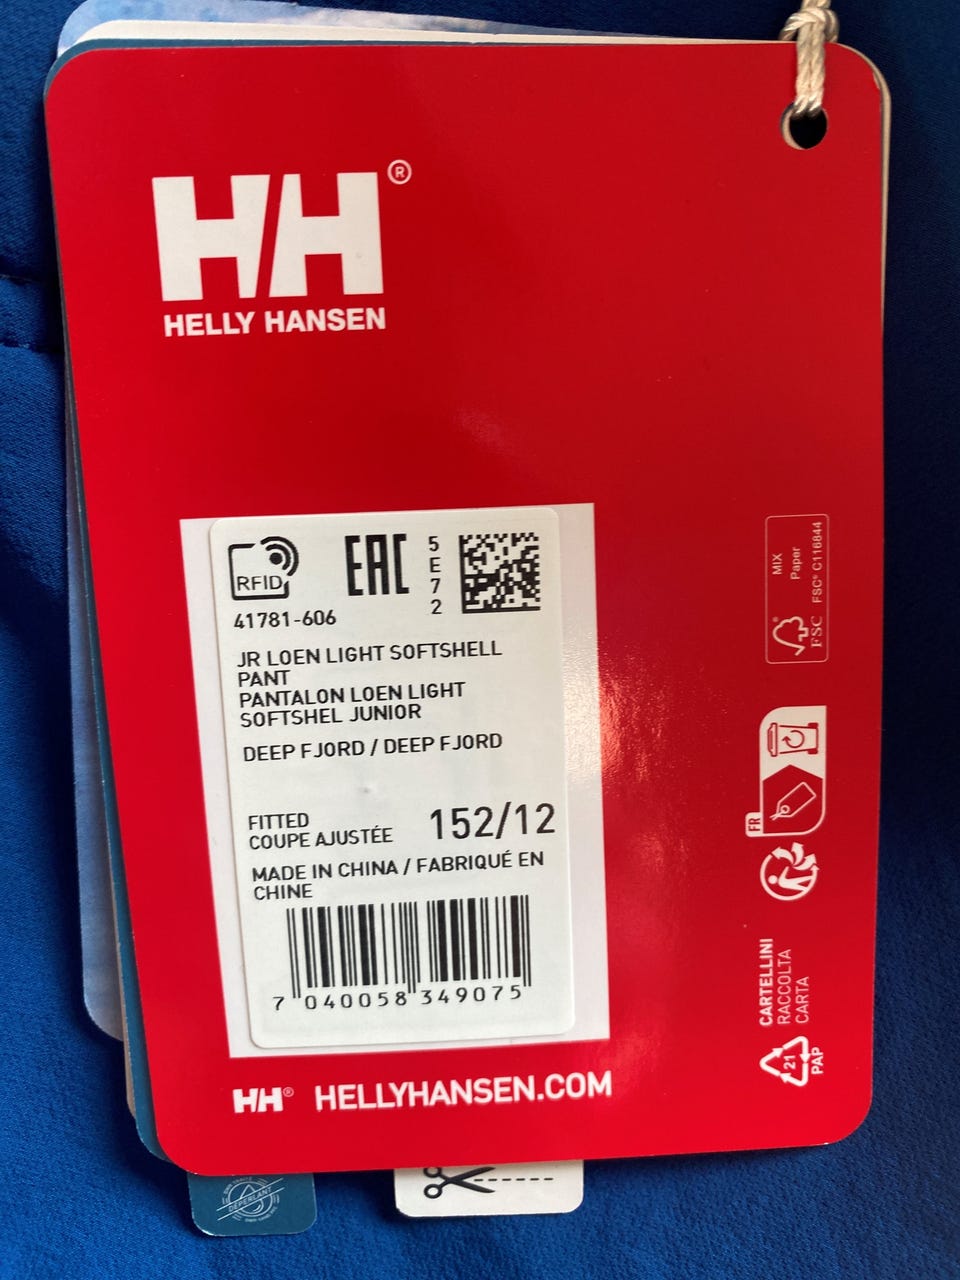 HH®
HELLY HANSEN
RFID
EAC
5
E
7
2
41781-606
JR LOEN LIGHT SOFTSHELL
PANT
PANTALON LOEN LIGHT
SOFTSHEL JUNIOR
DEEP FJORD / DEEP FJORD
FITTED
COUPE AJUSTÉE
152/12
MADE IN CHINA / FABRIQUÉ EN
CHINE
7 040058 349075
HH® HELLYHANSEN.COM
MIX
Paper
FSC® C116844
FSC
FR
CARTELLINI
RACCOLTA
CARTA
21
PAP
DÉPERLANT